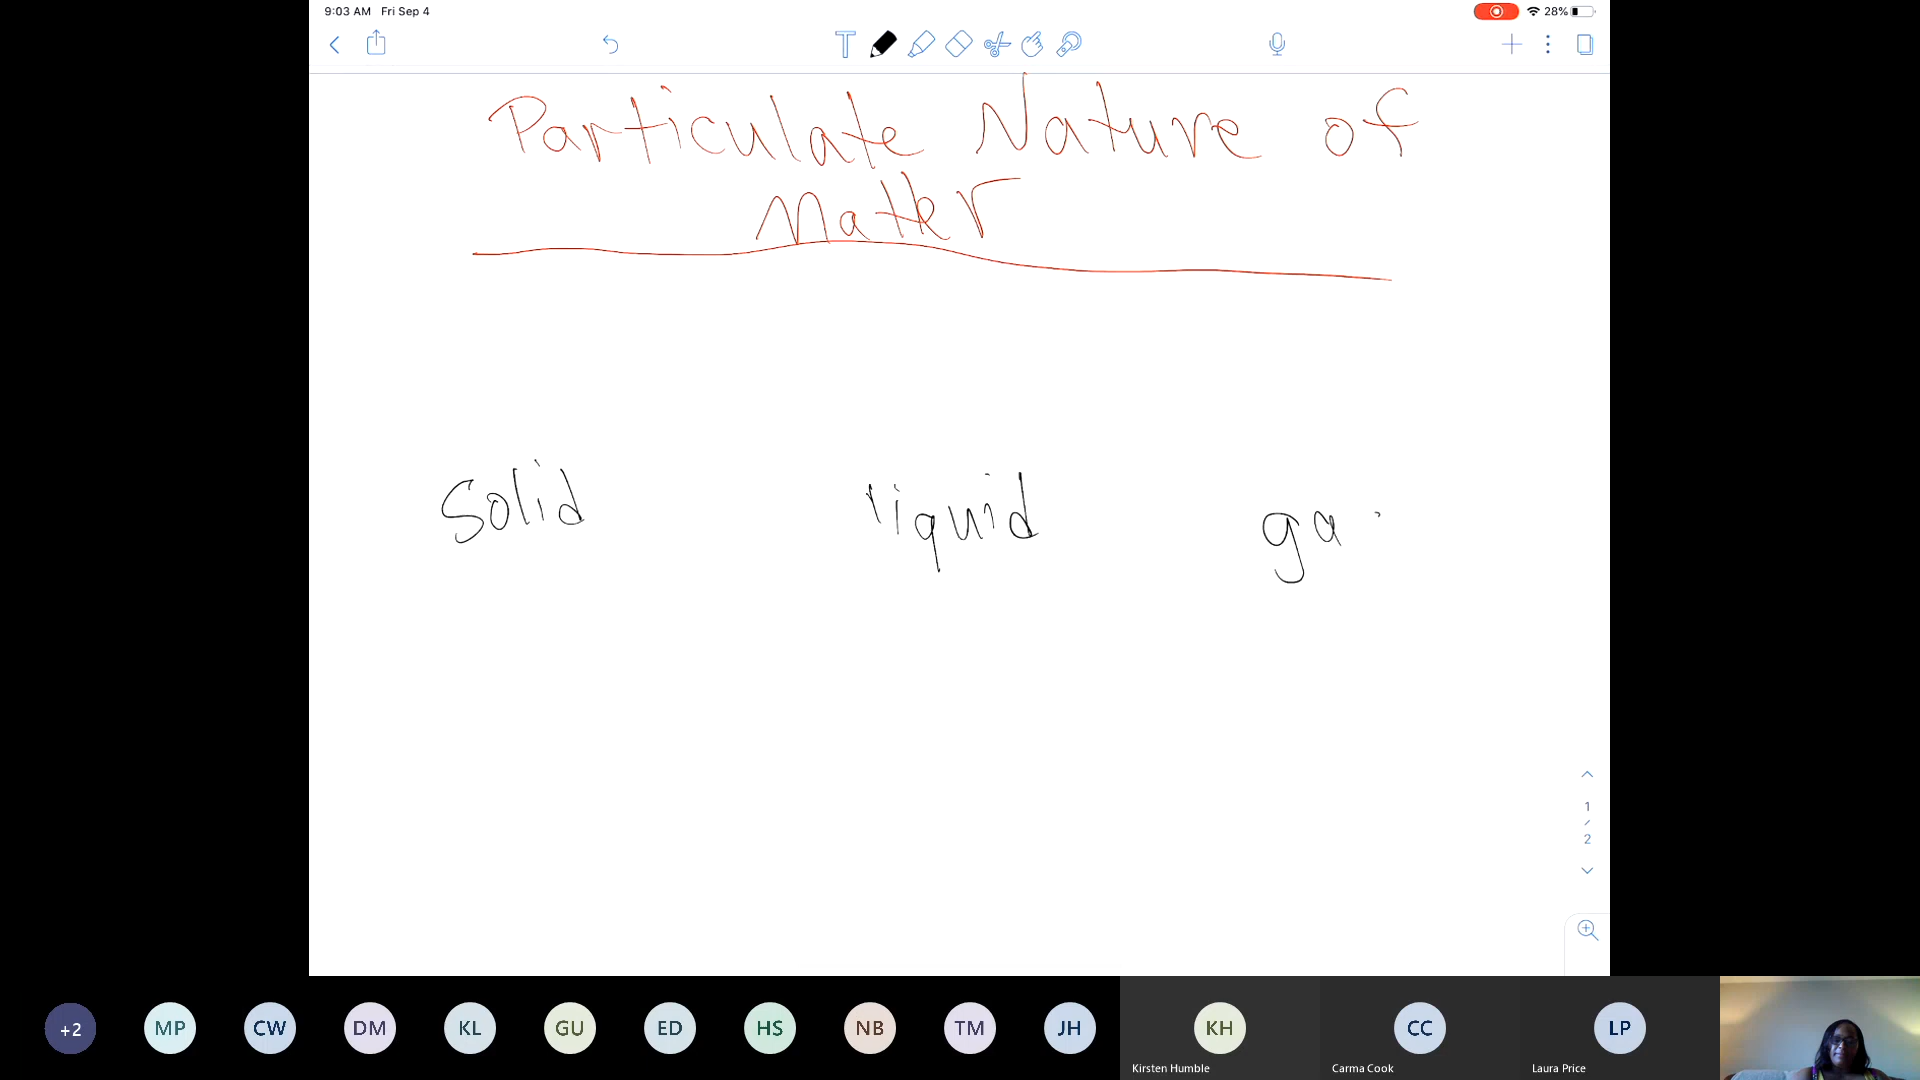 9:03 AM Fri Sep 4 28%
Particulate Nature of
Matter
Solid liquid ga
1
2
+2 MP CW DM KL GU ED HS NB TM JH KH CC LP
Kirsten Humble Carma Cook Laura Price